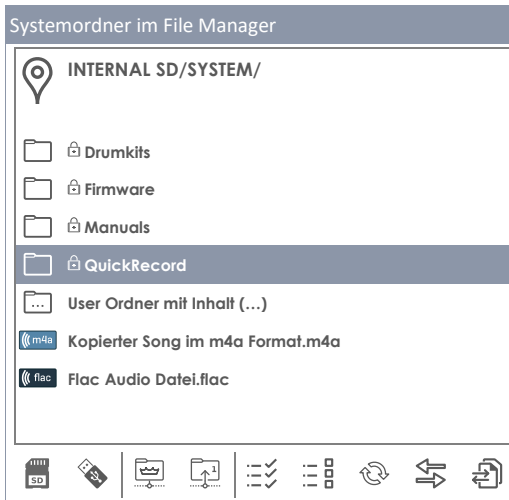 Systemordner im File Manager
INTERNAL SD/SYSTEM/
Drumkits
Firmware
Manuals
QuickRecord
... User Ordner mit Inhalt (...)
m4a Kopierter Song im m4a Format.m4a
flac Flac Audio Datei.flac
SD 1